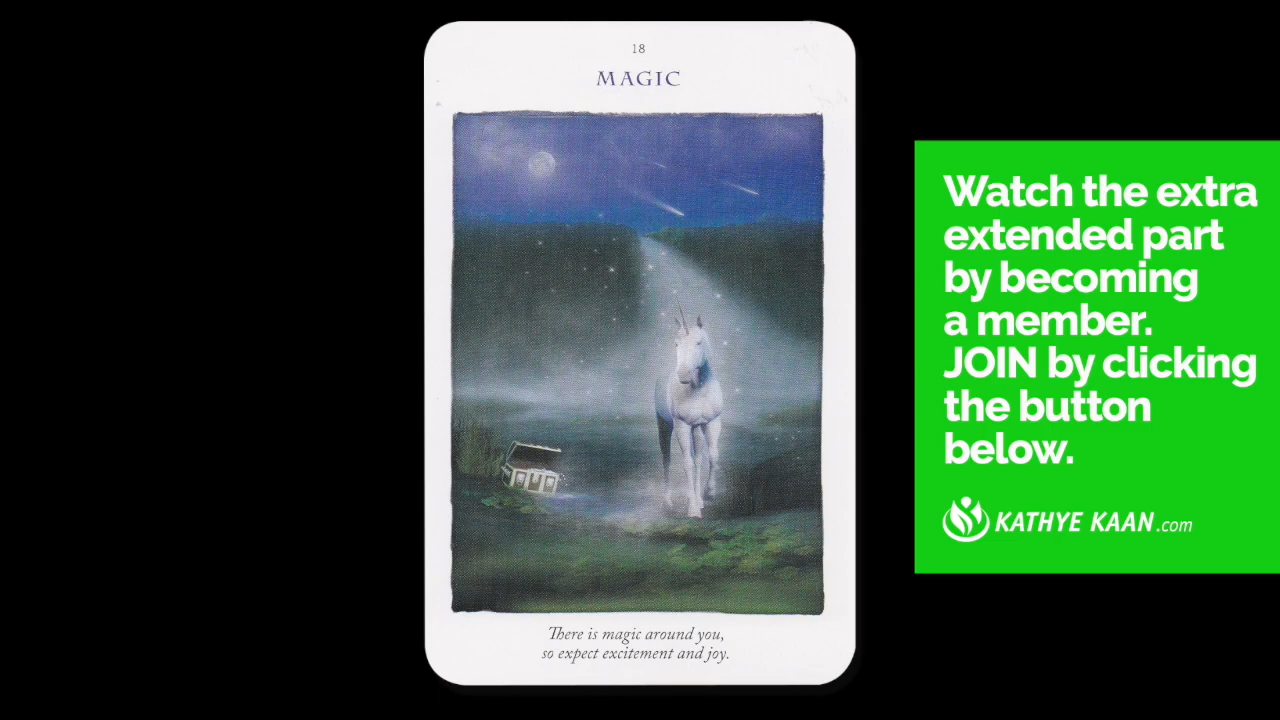 18
MAGIC
There is magic around you,
so expect excitement and joy.
Watch the extra
extended part
by becoming
a member.
JOIN by clicking
the button
below.
KATHYE KAAN.com